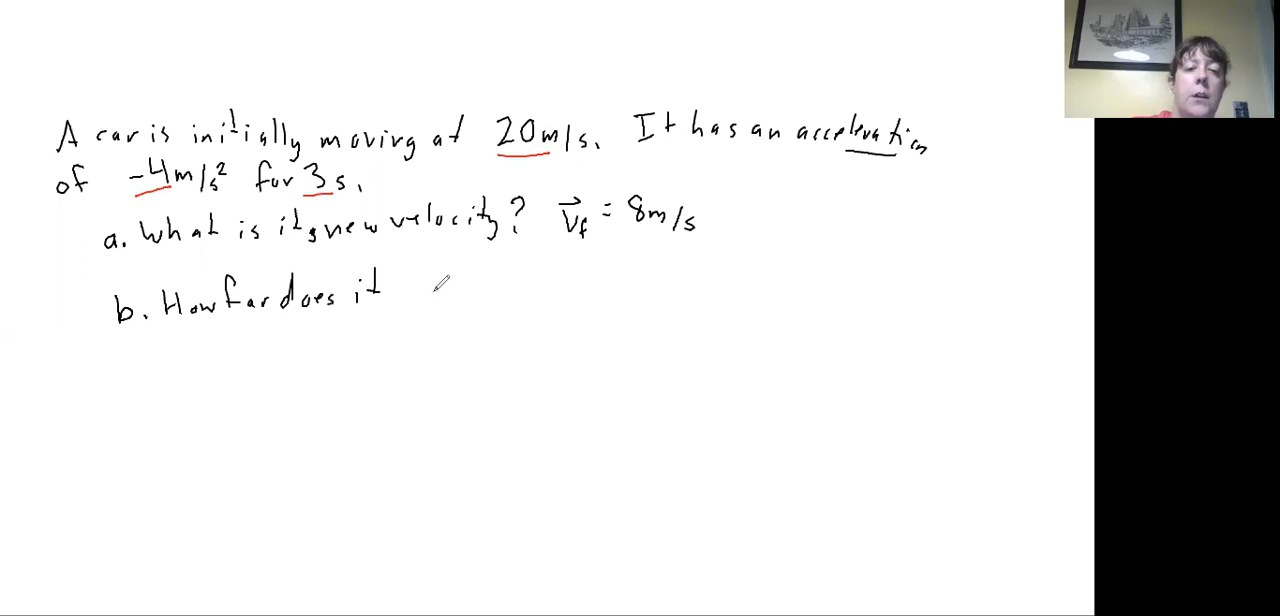 A car is initially moving at 20m/s. It has an acceleration
of -4m/s² for 3s.
a. What is its new velocity? v⃗f = 8m/s
b. How far does it